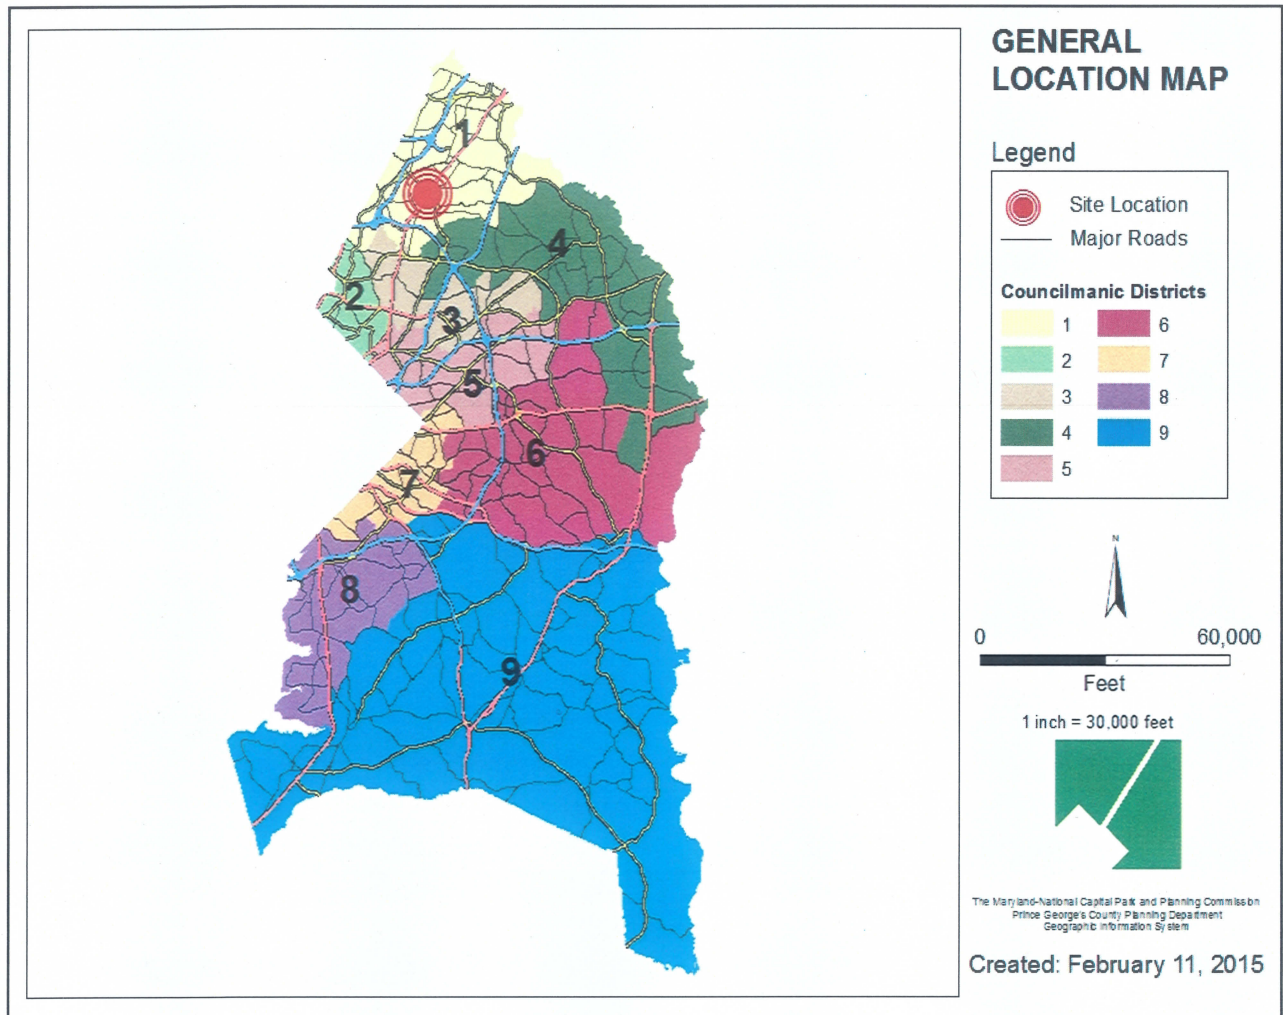 GENERAL
LOCATION MAP
Legend
Site Location
Major Roads
Councilmanic Districts
1
6
2
7
3
8
4
9
5
1
4
2
3
5
6
7
8
9
N
0
60,000
Feet
1 inch = 30,000 feet
The Maryland-National Capital Park and Planning Commission
Prince George's County Planning Department
Geographic Information System
Created: February 11, 2015